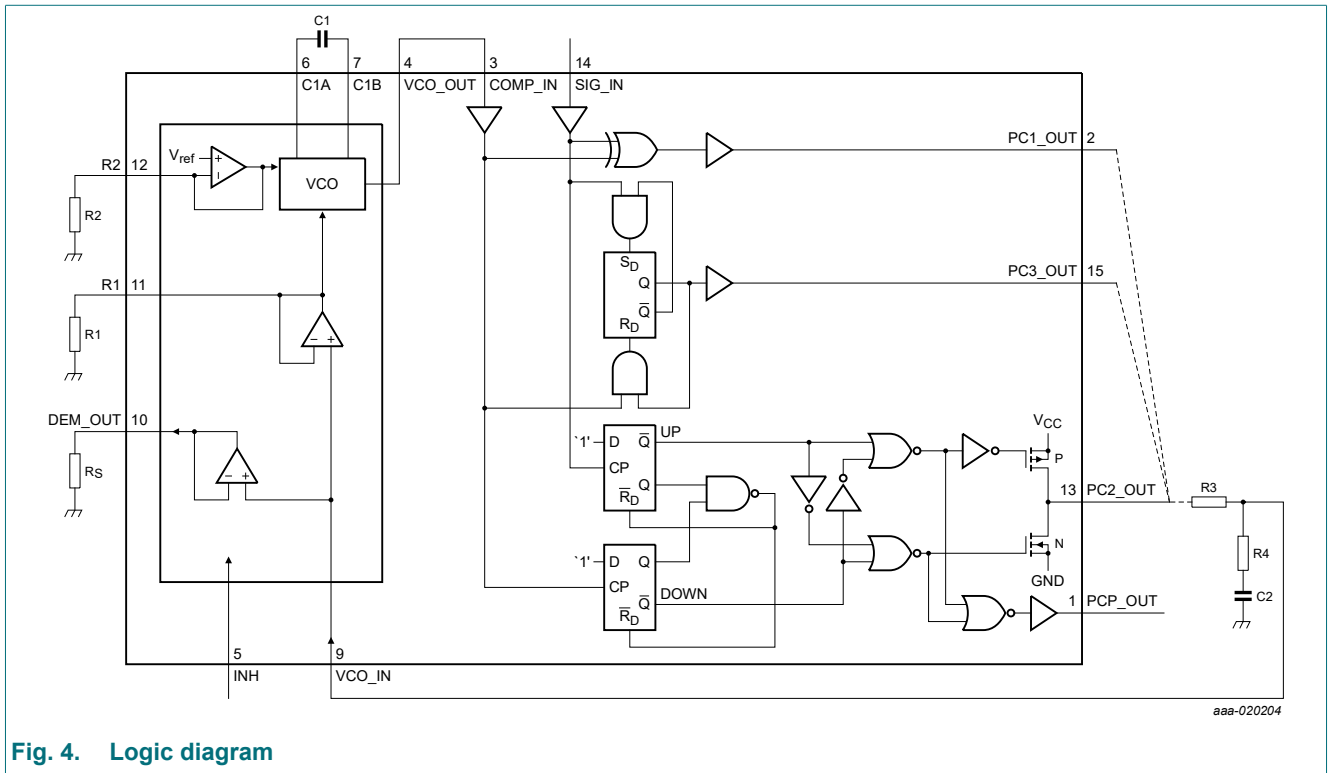 C1
6 7 4 3 14
C1A C1B VCO_OUT COMP_IN SIG_IN
R2 12
Vref
+
−
VCO
PC1_OUT 2
R2
SD
Q
Q̅
RD
PC3_OUT 15
R1 11
R1
− +
DEM_OUT 10
RS
− +
'1' D Q̅ UP
CP
Q
R̅D
VCC
P
13 PC2_OUT
R3
N
GND
R4
C2
'1' D Q
CP
Q̅ DOWN
R̅D
1 PCP_OUT
5 9
INH VCO_IN
aaa-020204
Fig. 4. Logic diagram